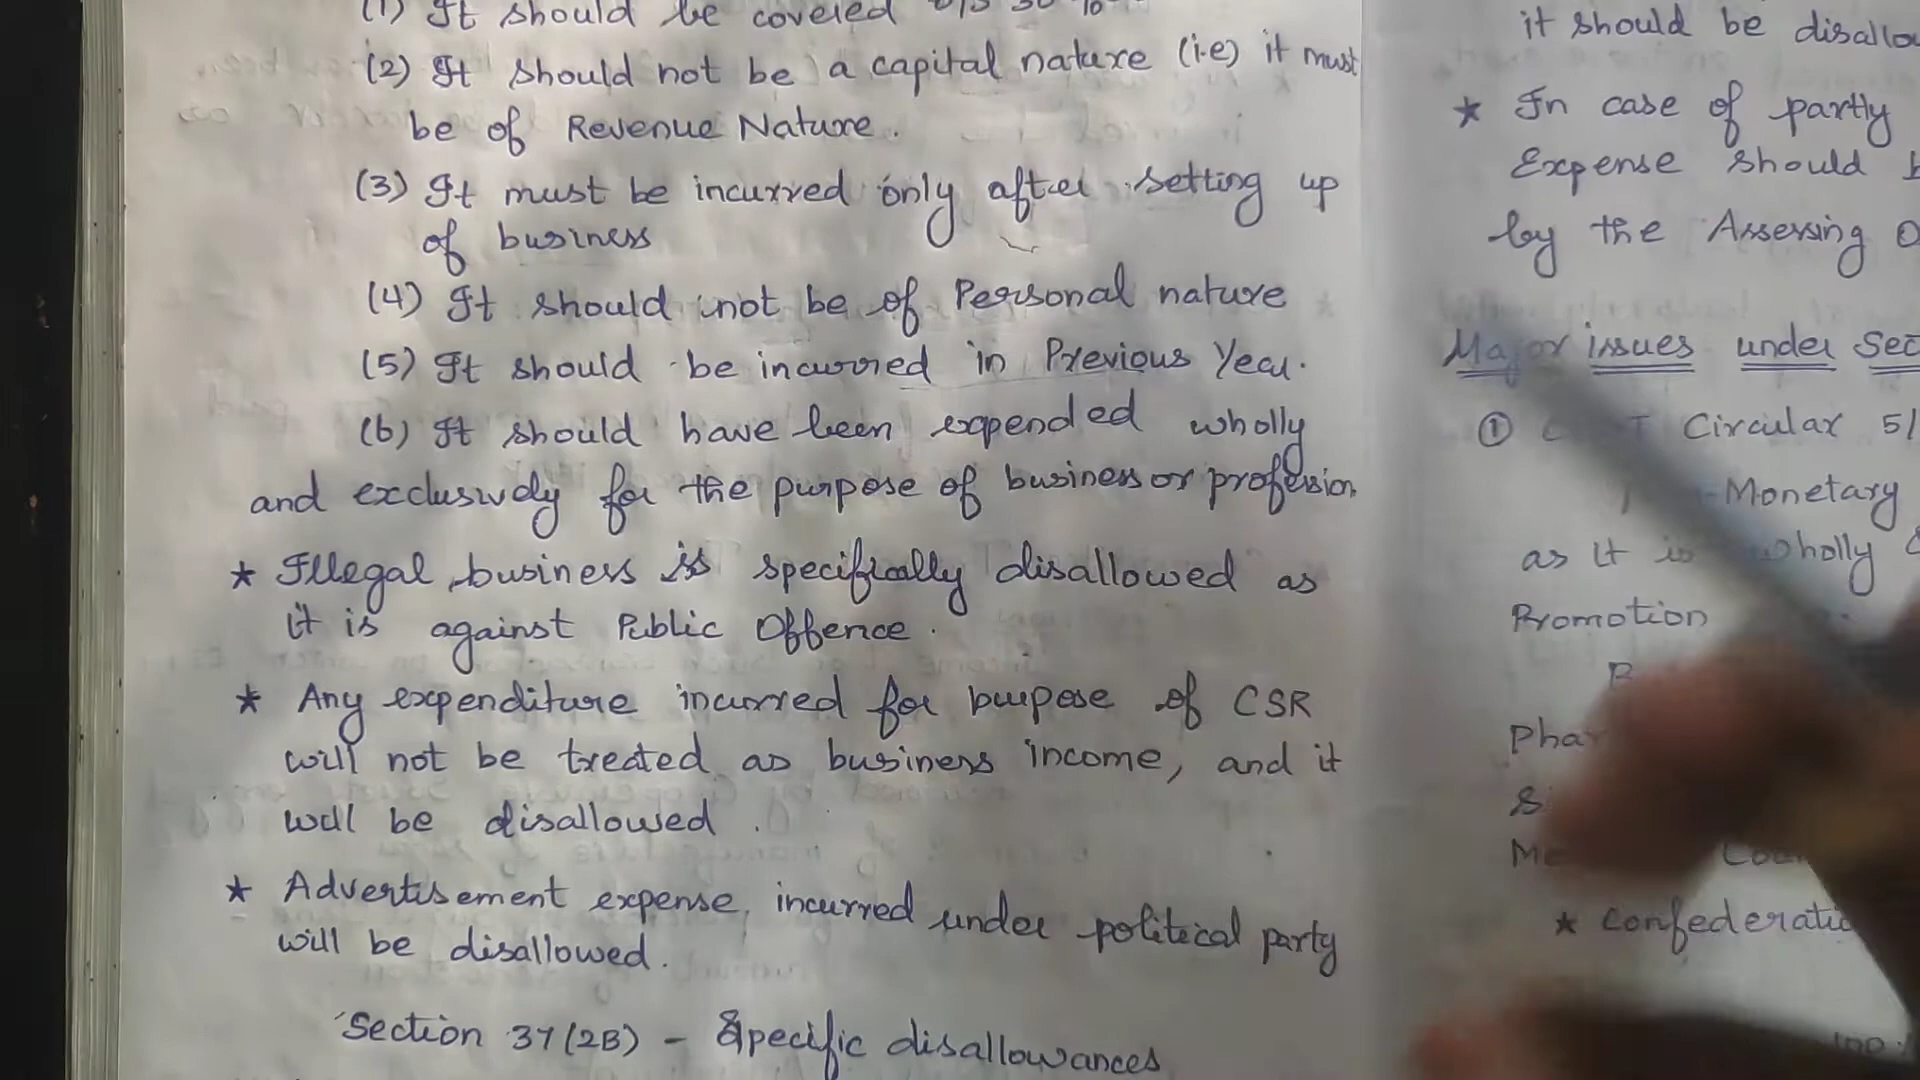 (1) It should be covered u/s 30 to
(2) It should not be a capital nature (i.e) it must
be of Revenue Nature.
(3) It must be incurred only after setting up
of business
(4) It should not be of Personal nature
(5) It should be incurred in Previous Year.
(6) It should have been expended wholly
and exclusively for the purpose of business or profession
★ Illegal business is specifically disallowed as
it is against Public Offence.
★ Any expenditure incurred for purpose of CSR
will not be treated as business income, and it
will be disallowed.
★ Advertisement expense, incurred under political party
will be disallowed.
Section 37(2B) - Specific disallowances
it should be
★ In case of partly
Expense should
by the Assessing
Major issues under Sec
① Circular 5/
Monetary
as it is wholly
Promotion